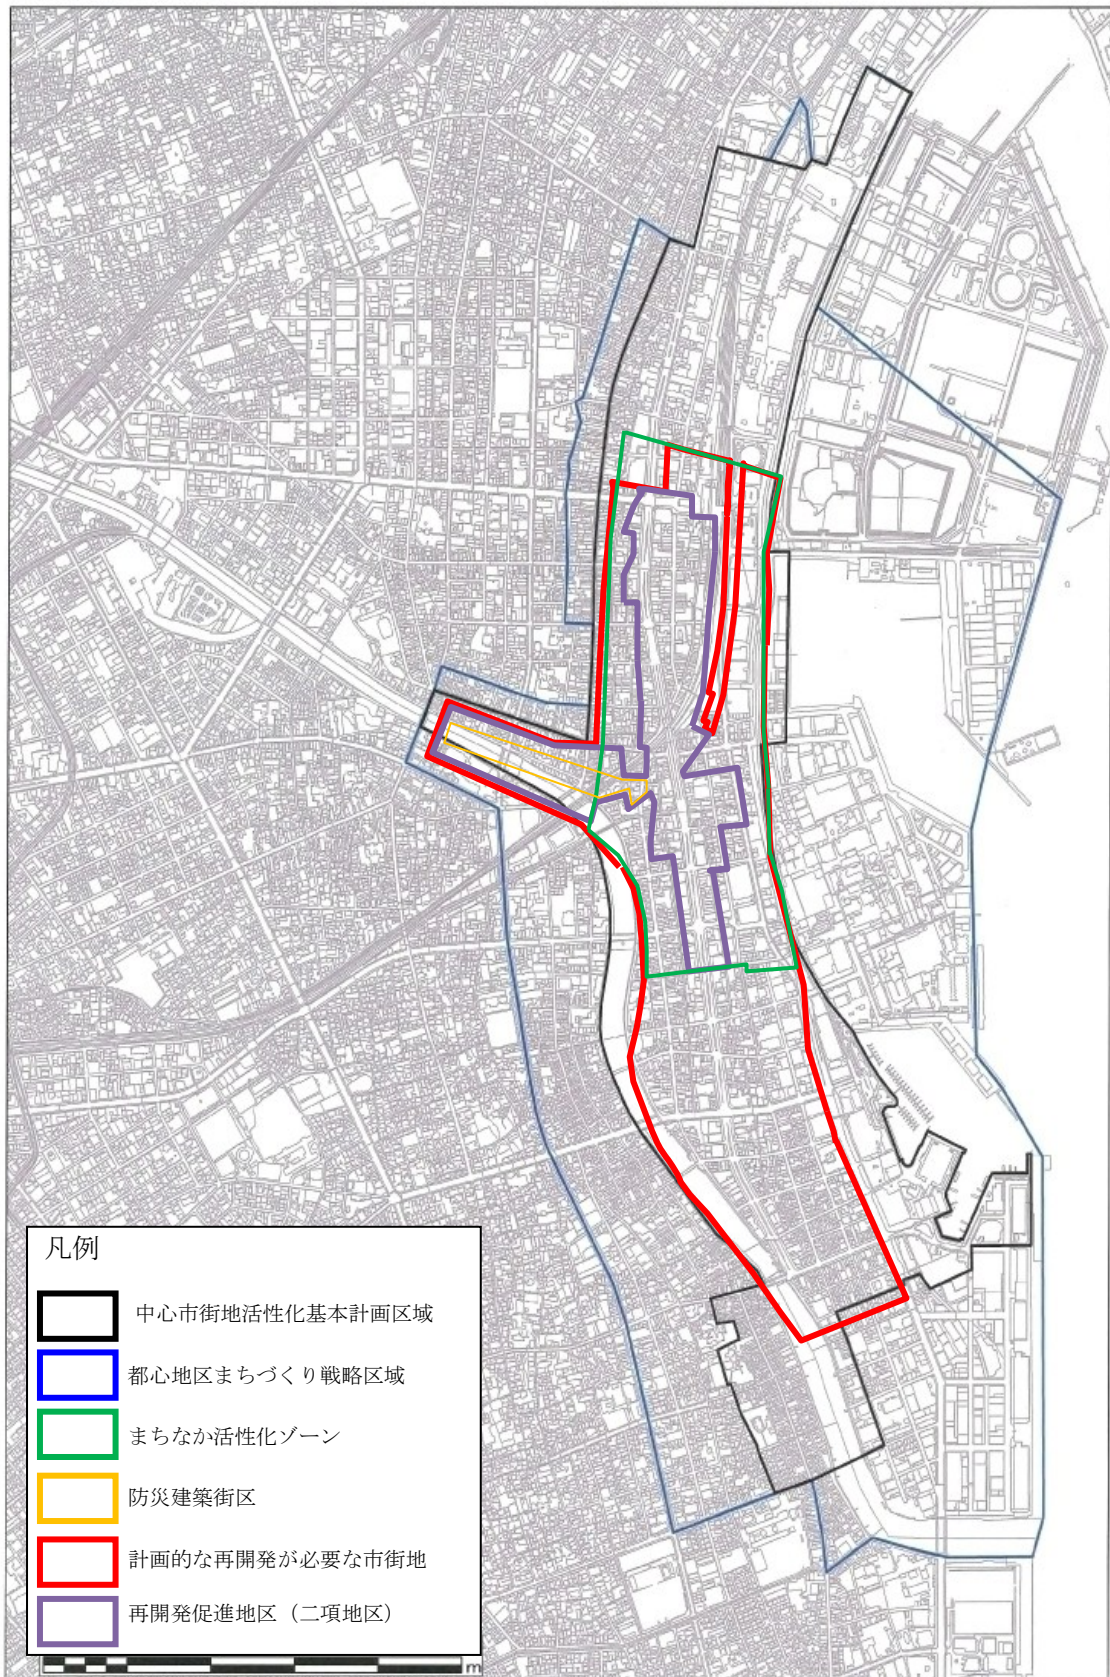 凡例
中心市街地活性化基本計画区域
都心地区まちづくり戦略区域
まちなか活性化ゾーン
防災建築街区
計画的な再開発が必要な市街地
再開発促進地区（二項地区）
m